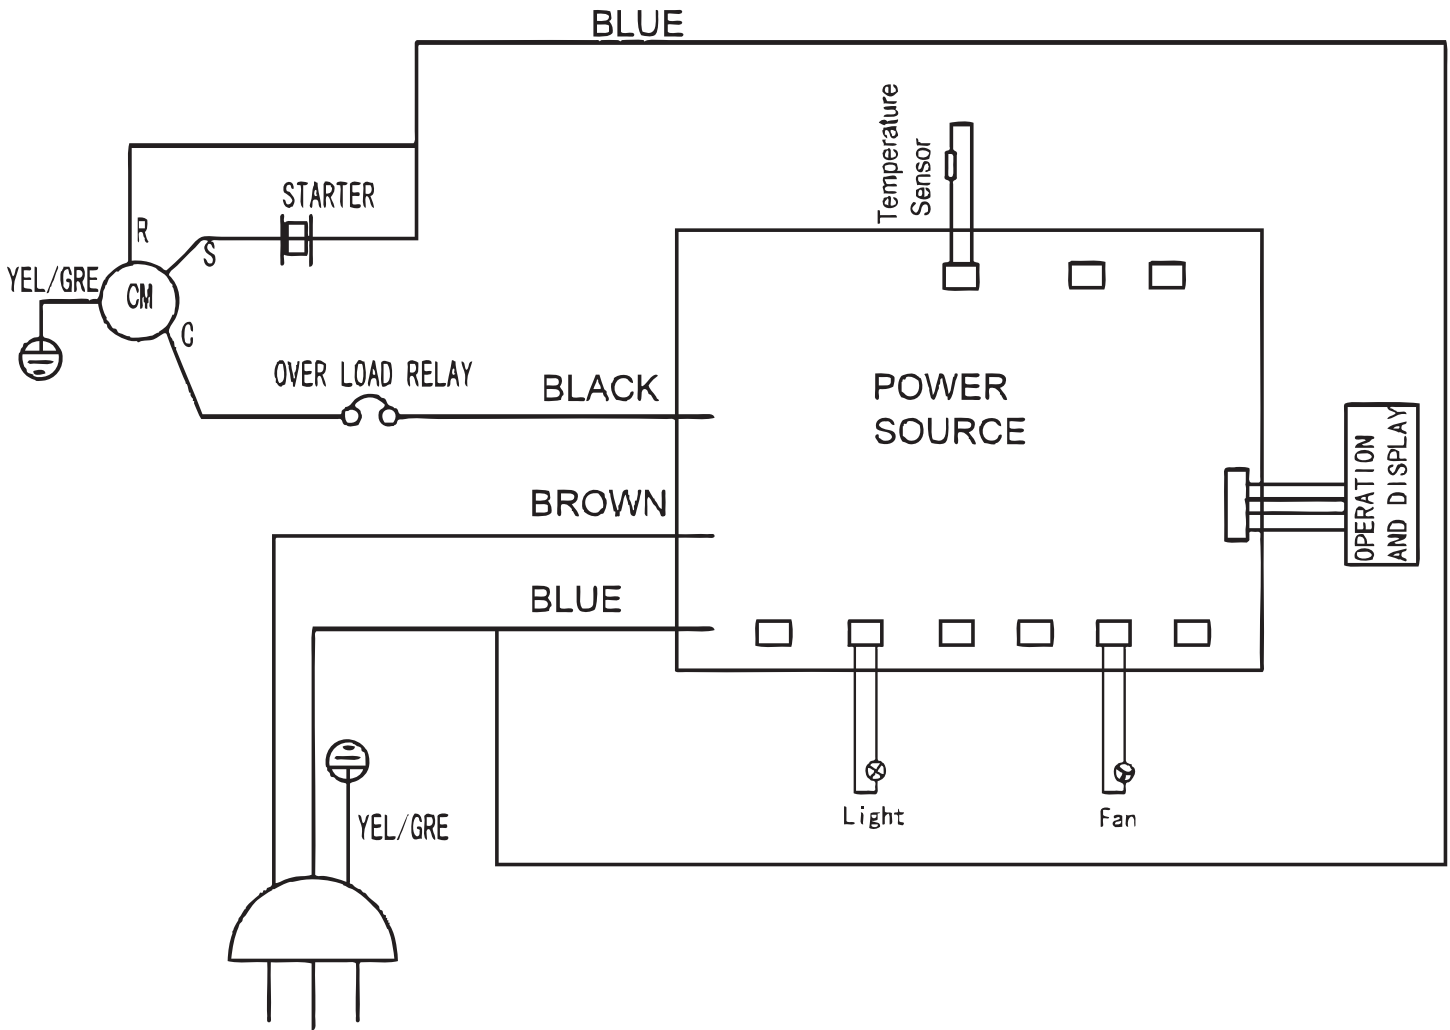 BLUE
Temperature
Sensor
STARTER
R
S
YEL/GRE
CM
C
OVER LOAD RELAY
BLACK
POWER
SOURCE
OPERATION
AND DISPLAY
BROWN
BLUE
YEL/GRE
Light
Fan